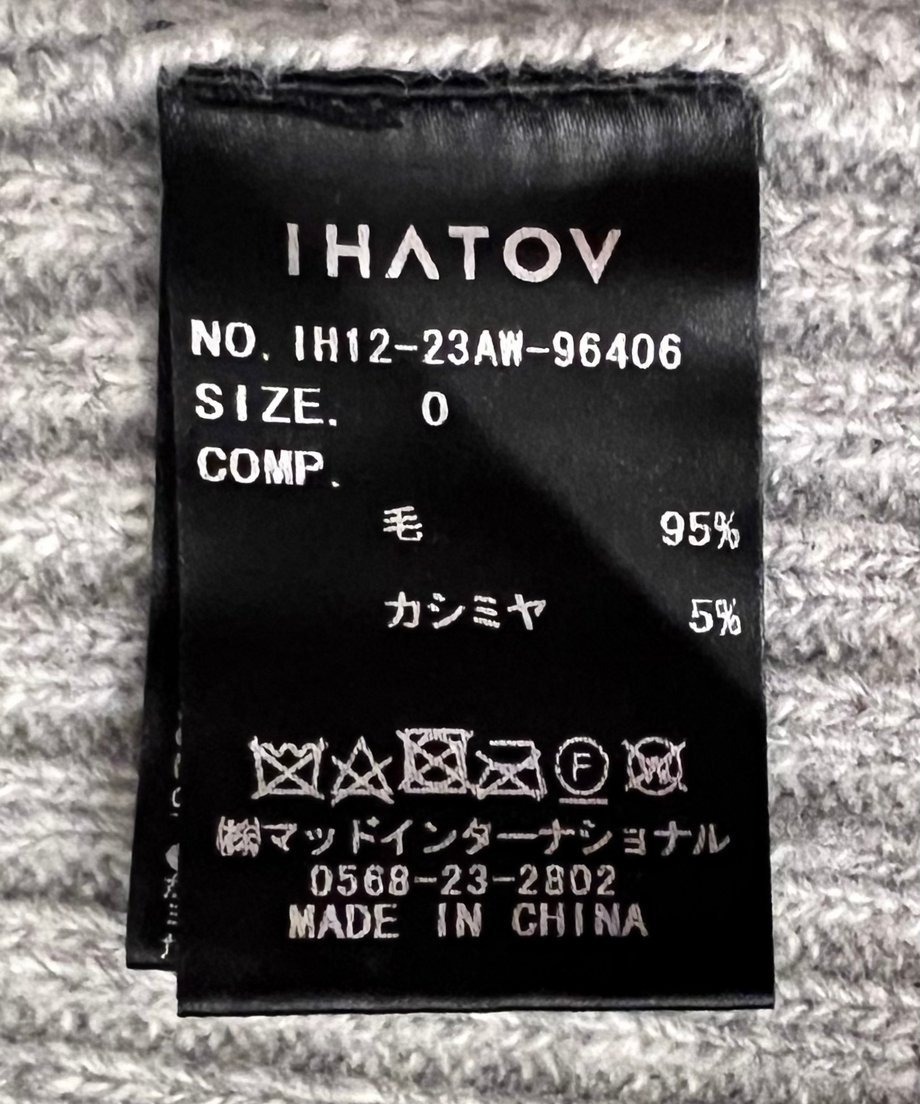 IHATOV
NO. IH12-23AW-96406
SIZE. 0
COMP.
毛 95%
カシミヤ 5%
F W
㈱マッドインターナショナル
0568-23-2802
MADE IN CHINA